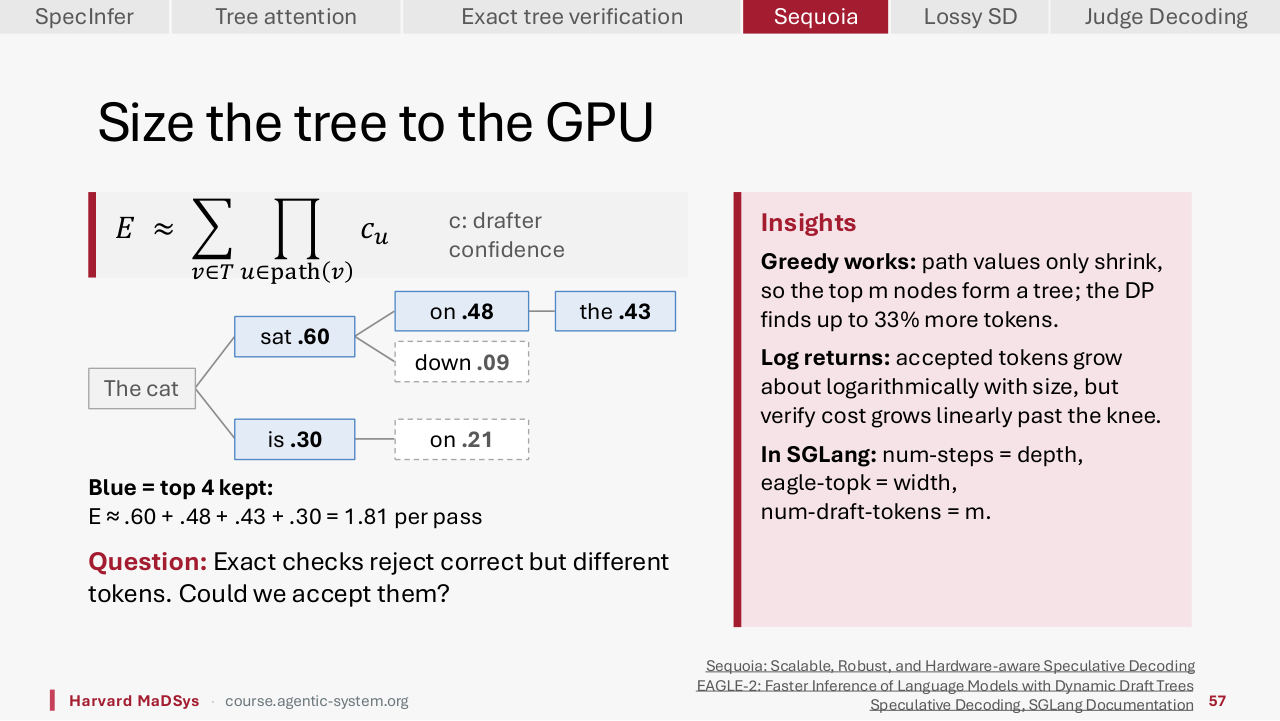 SpecInfer
Tree attention
Exact tree verification
Sequoia
Lossy SD
Judge Decoding
Size the tree to the GPU
E ≈ ∑_{v∈T} ∏_{u∈path(v)} c_u
c: drafter
confidence
The cat
sat .60
is .30
on .48
down .09
on .21
the .43
Blue = top 4 kept:
E ≈ .60 + .48 + .43 + .30 = 1.81 per pass
Question: Exact checks reject correct but different
tokens. Could we accept them?
Insights
Greedy works: path values only shrink,
so the top m nodes form a tree; the DP
finds up to 33% more tokens.
Log returns: accepted tokens grow
about logarithmically with size, but
verify cost grows linearly past the knee.
In SGLang: num-steps = depth,
eagle-topk = width,
num-draft-tokens = m.
Sequoia: Scalable, Robust, and Hardware-aware Speculative Decoding
EAGLE-2: Faster Inference of Language Models with Dynamic Draft Trees
Speculative Decoding, SGLang Documentation
Harvard MaDSys · course.agentic-system.org
57